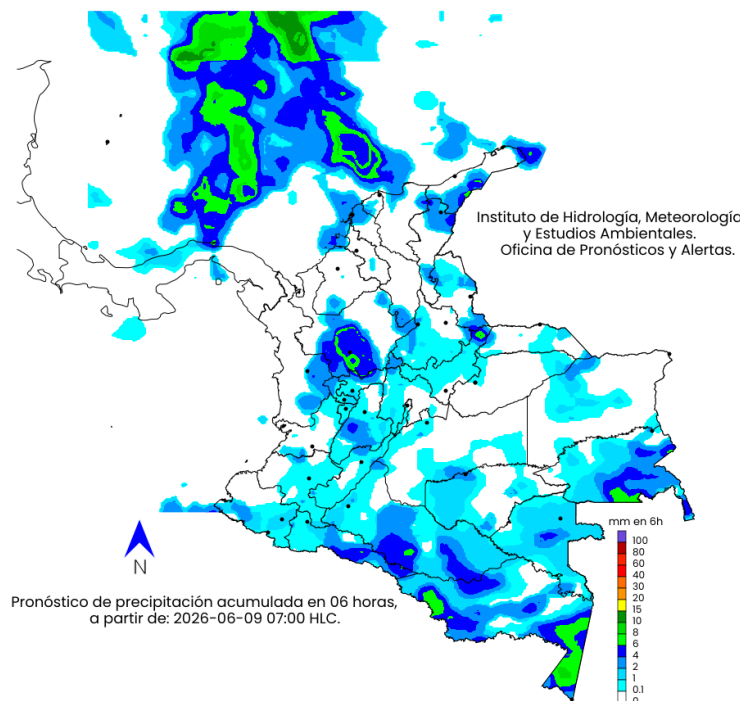 Instituto de Hidrología, Meteorología
y Estudios Ambientales.
Oficina de Pronósticos y Alertas.
mm en 6h
100
80
60
40
30
20
15
10
8
6
4
2
1
0.1
0
N
Pronóstico de precipitación acumulada en 06 horas,
a partir de: 2026-06-09 07:00 HLC.